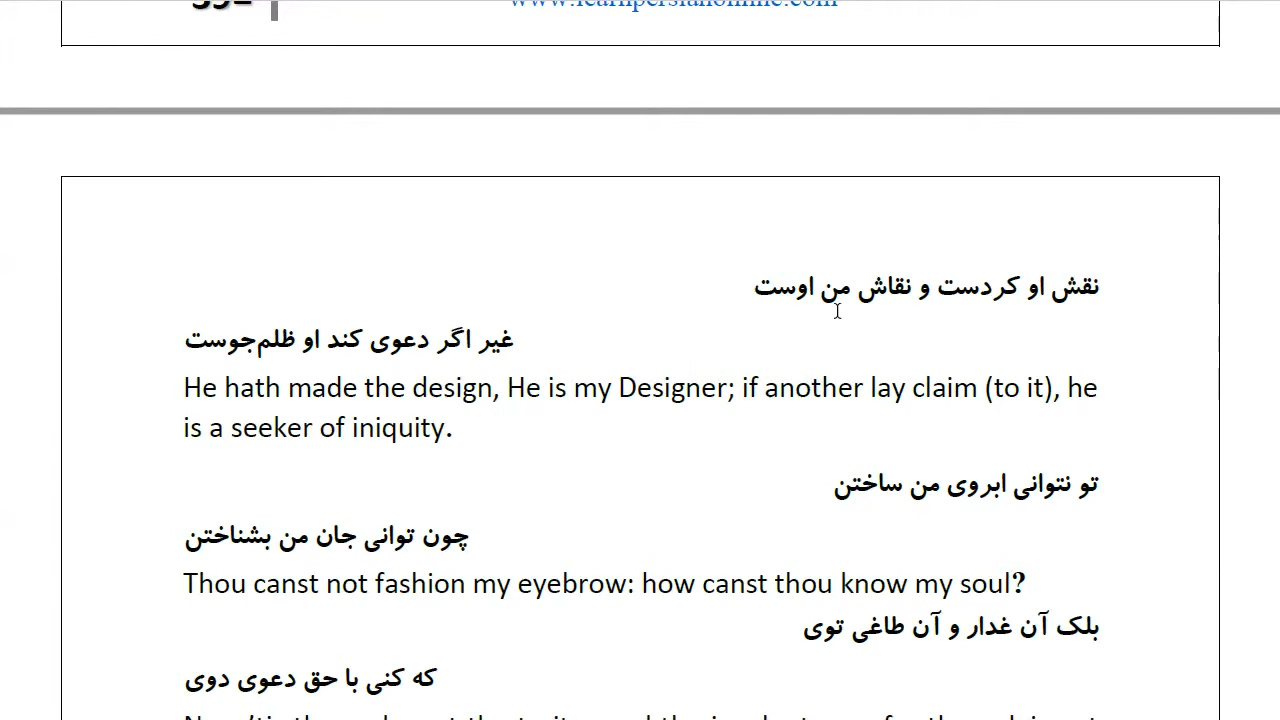 www.learnpersianonline.com
نقش او کردست و نقاش من اوست
غیر اگر دعوی کند او ظلم‌جوست
He hath made the design, He is my Designer; if another lay claim (to it), he
is a seeker of iniquity.
تو نتوانی ابروی من ساختن
چون توانی جان من بشناختن
Thou canst not fashion my eyebrow: how canst thou know my soul?
بلک آن غدار و آن طاغی توی
که کنی با حق دعوی دوی